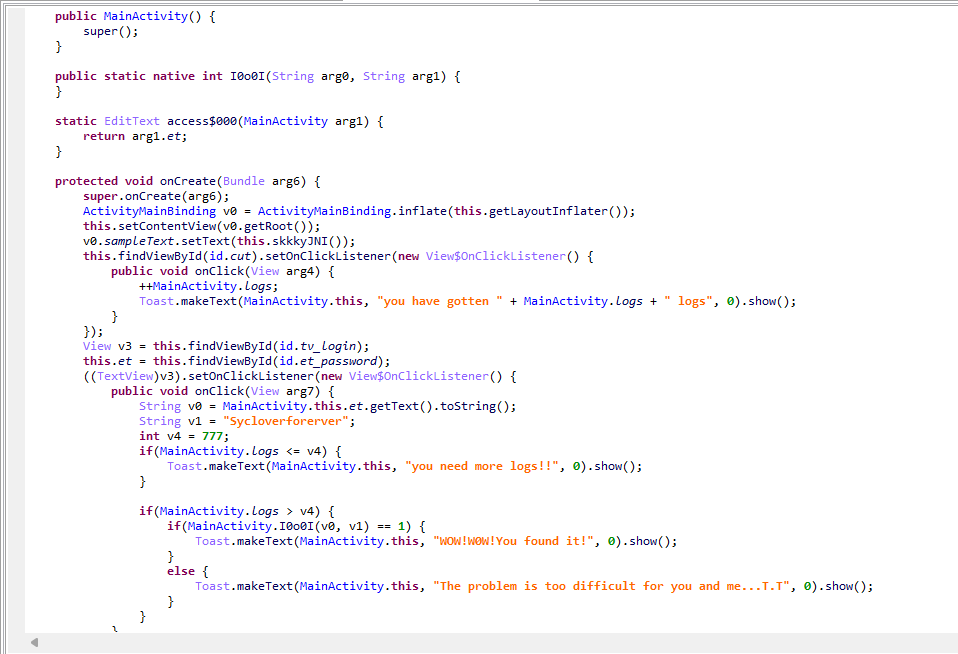 public MainActivity() {
super();
}
public static native int I0o0I(String arg0, String arg1) {
}
static EditText access$000(MainActivity arg1) {
return arg1.et;
}
protected void onCreate(Bundle arg6) {
super.onCreate(arg6);
ActivityMainBinding v0 = ActivityMainBinding.inflate(this.getLayoutInflater());
this.setContentView(v0.getRoot());
v0.sampleText.setText(this.skkkyJNI());
this.findViewById(id.cut).setOnClickListener(new View$OnClickListener() {
public void onClick(View arg4) {
++MainActivity.logs;
Toast.makeText(MainActivity.this, "you have gotten " + MainActivity.logs + " logs", 0).show();
}
});
View v3 = this.findViewById(id.tv_login);
this.et = this.findViewById(id.et_password);
((TextView)v3).setOnClickListener(new View$OnClickListener() {
public void onClick(View arg7) {
String v0 = MainActivity.this.et.getText().toString();
String v1 = "Sycloverforerver";
int v4 = 777;
if(MainActivity.logs <= v4) {
Toast.makeText(MainActivity.this, "you need more logs!!", 0).show();
}
if(MainActivity.logs > v4) {
if(MainActivity.I0o0I(v0, v1) == 1) {
Toast.makeText(MainActivity.this, "WOW!W0W!You found it!", 0).show();
}
else {
Toast.makeText(MainActivity.this, "The problem is too difficult for you and me...T.T", 0).show();
}
}
}